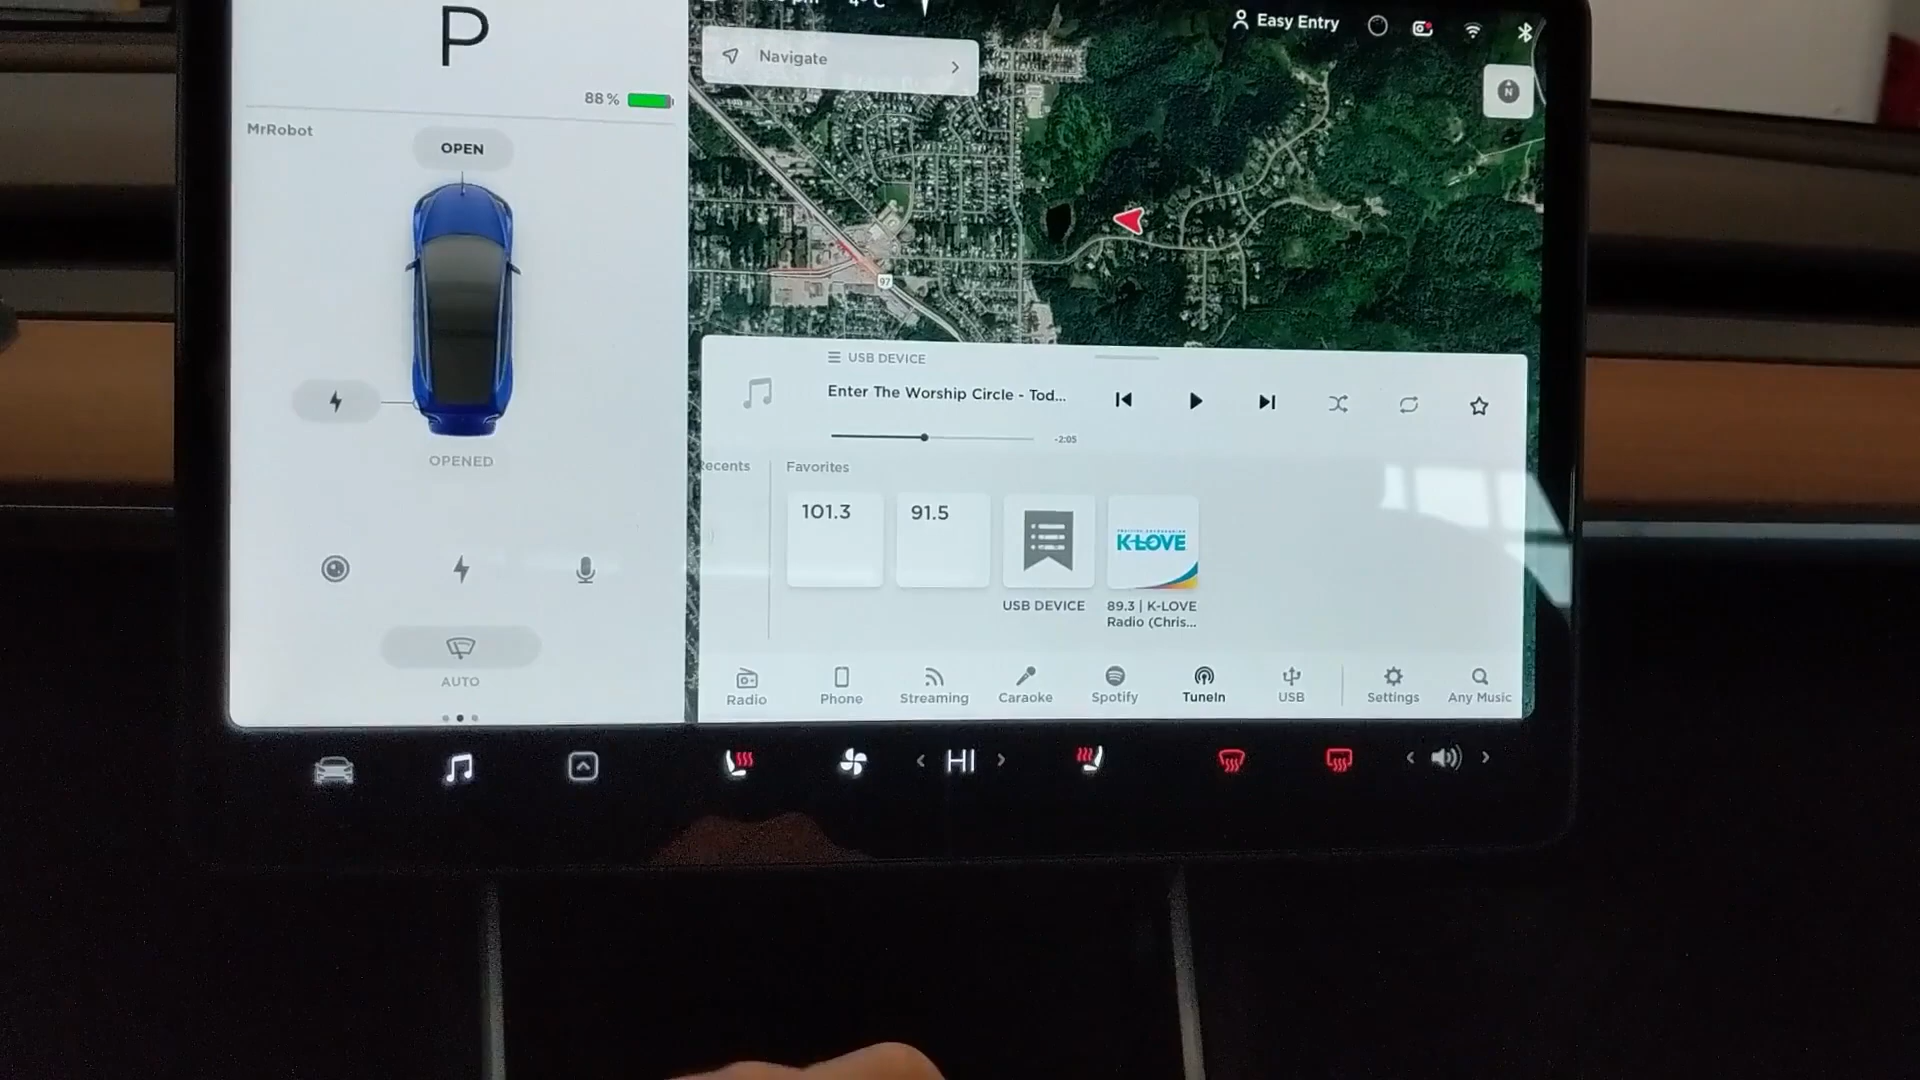 P
88 %
MrRobot
OPEN
OPENED
AUTO
Easy Entry
Navigate
N
97
USB DEVICE
Enter The Worship Circle - Tod...
-2:05
Recents
Favorites
101.3
91.5
K-LOVE
USB DEVICE
89.3 | K-LOVE
Radio (Chris...
Radio
Phone
Streaming
Caraoke
Spotify
TuneIn
USB
Settings
Any Music
HI